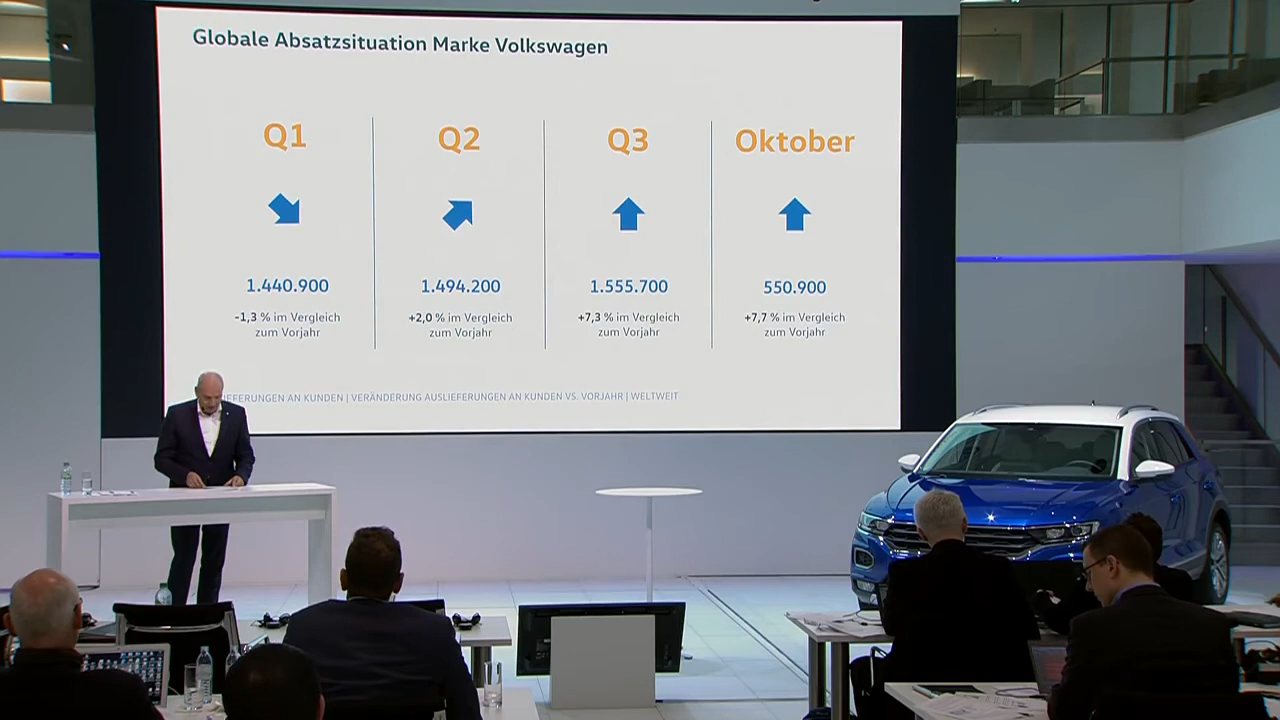 Globale Absatzsituation Marke Volkswagen
Q1
1.440.900
-1,3 % im Vergleich
zum Vorjahr
Q2
1.494.200
+2,0 % im Vergleich
zum Vorjahr
Q3
1.555.700
+7,3 % im Vergleich
zum Vorjahr
Oktober
550.900
+7,7 % im Vergleich
zum Vorjahr
AN KUNDEN | VERÄNDERUNG AUSLIEFERUNGEN AN KUNDEN VS. VORJAHR | WELTWEIT